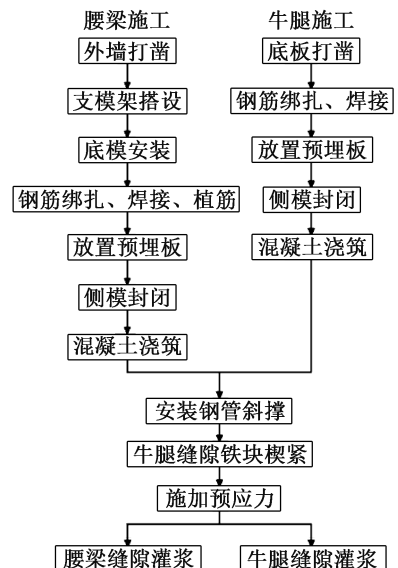 腰梁施工
外墙打凿
支模架搭设
底模安装
钢筋绑扎、焊接、植筋
放置预埋板
侧模封闭
混凝土浇筑
牛腿施工
底板打凿
钢筋绑扎、焊接
放置预埋板
侧模封闭
混凝土浇筑
安装钢管斜撑
牛腿缝隙铁块楔紧
施加预应力
腰梁缝隙灌浆
牛腿缝隙灌浆